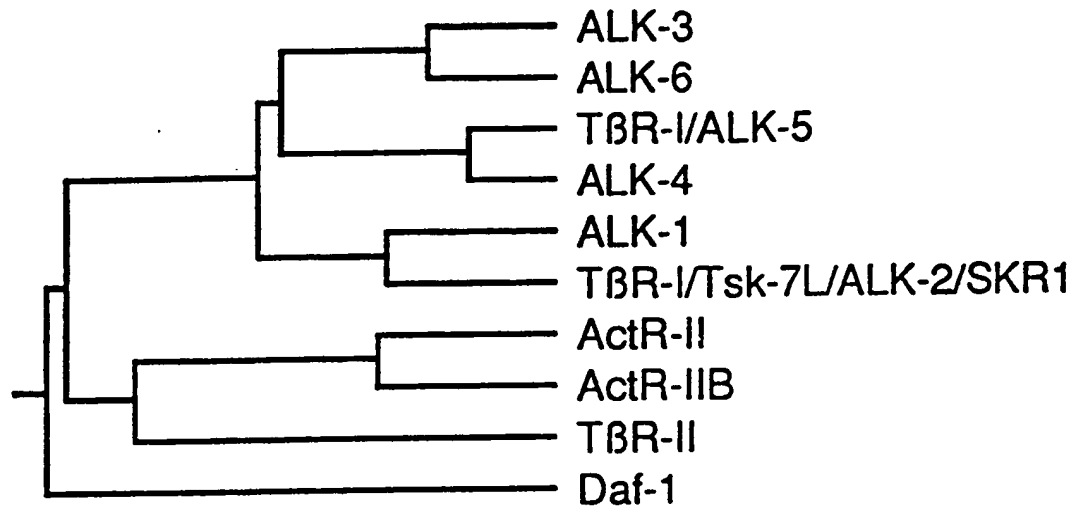 ALK-3
ALK-6
TßR-I/ALK-5
ALK-4
ALK-1
TßR-I/Tsk-7L/ALK-2/SKR1
ActR-II
ActR-IIB
TßR-II
Daf-1